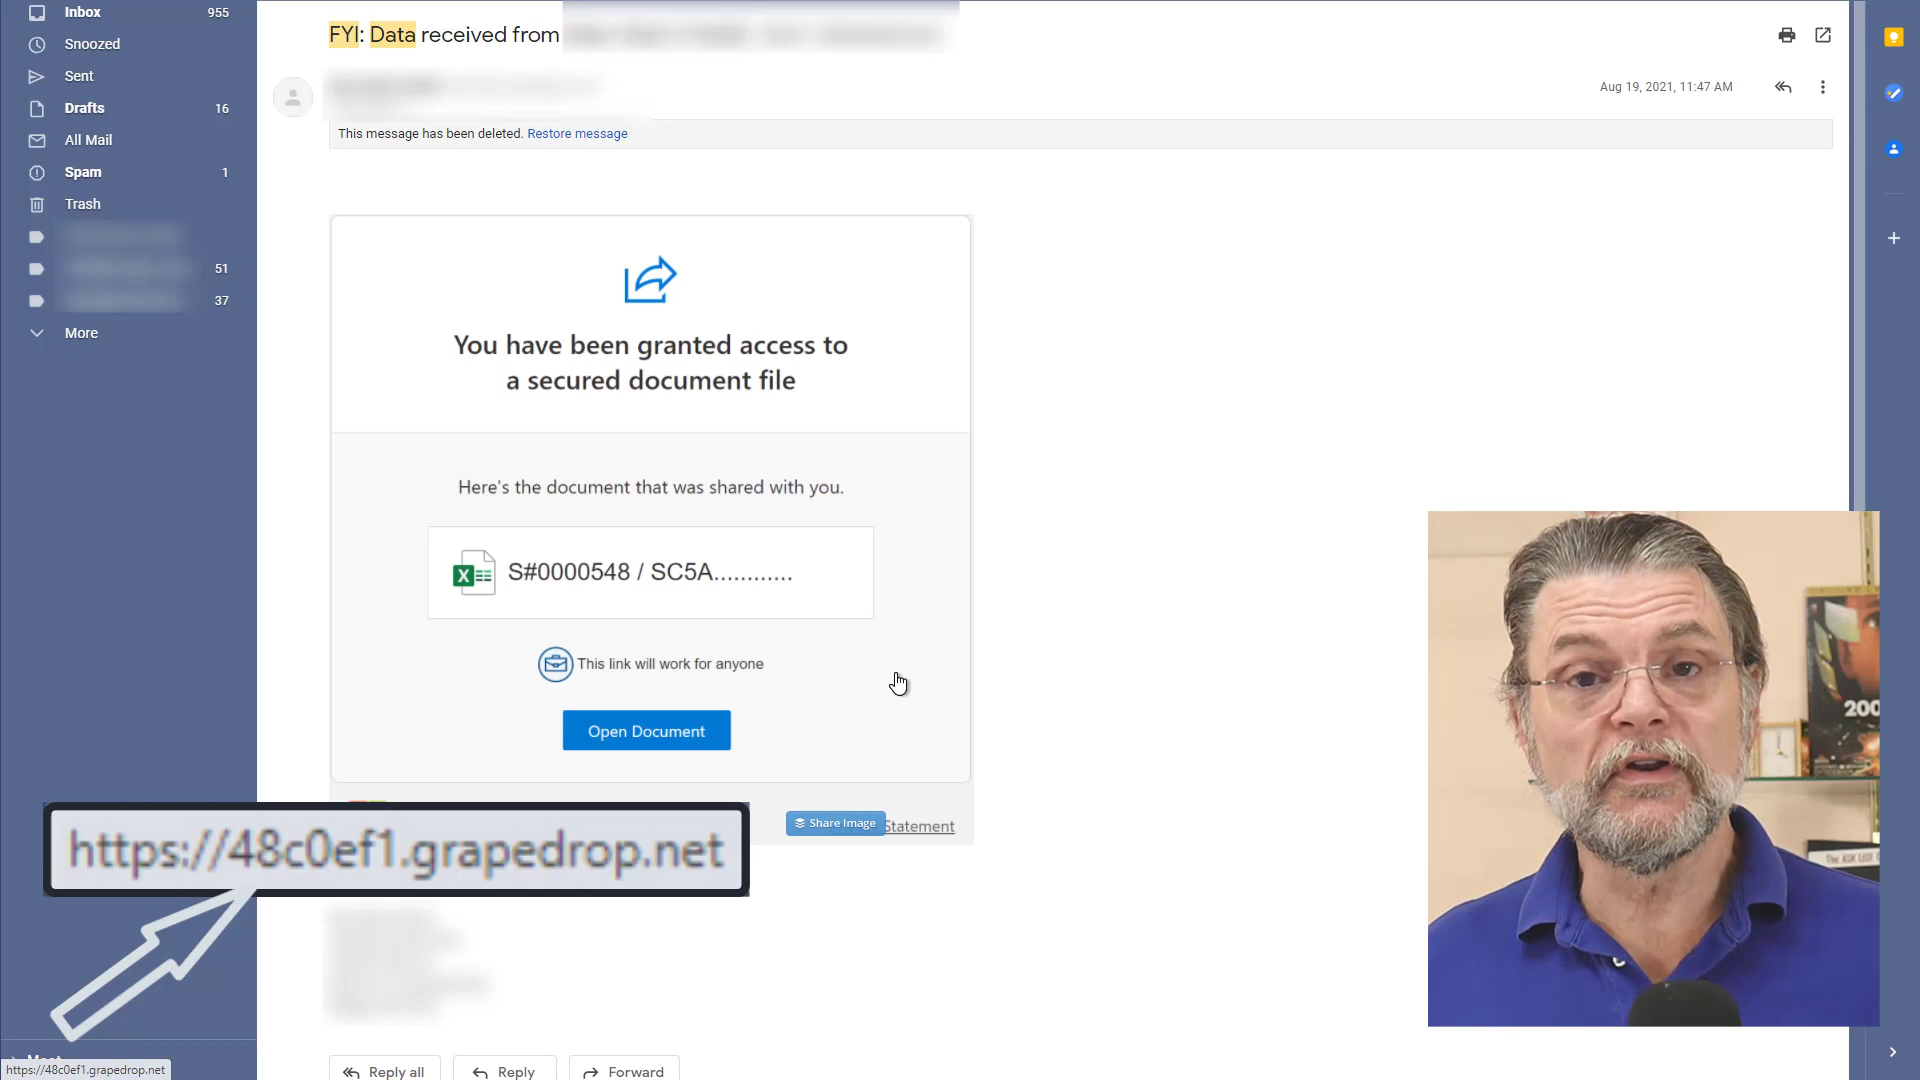 Inbox 955
Snoozed
Sent
Drafts 16
All Mail
Spam 1
Trash
51
37
More
FYI: Data received from
Aug 19, 2021, 11:47 AM
This message has been deleted. Restore message
You have been granted access to
a secured document file
Here's the document that was shared with you.
S#0000548 / SC5A............
This link will work for anyone
Open Document
Share Image
Statement
https://48c0ef1.grapedrop.net
200
The
Reply all
Reply
Forward
https://48c0ef1.grapedrop.net